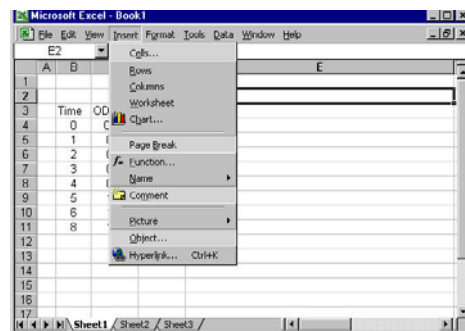 Microsoft Excel - Book1
File Edit View Insert Format Tools Data Window Help
E2
A B E
1
2
3 Time OD
4 0
5 1
6 2
7 3
8 4
9 5
10 6
11 8
12
13
14
15
16
17
Cells...
Rows
Columns
Worksheet
Chart...
Page Break
Function...
Name
Comment
Picture
Object...
Hyperlink... Ctrl+K
Sheet1 Sheet2 Sheet3